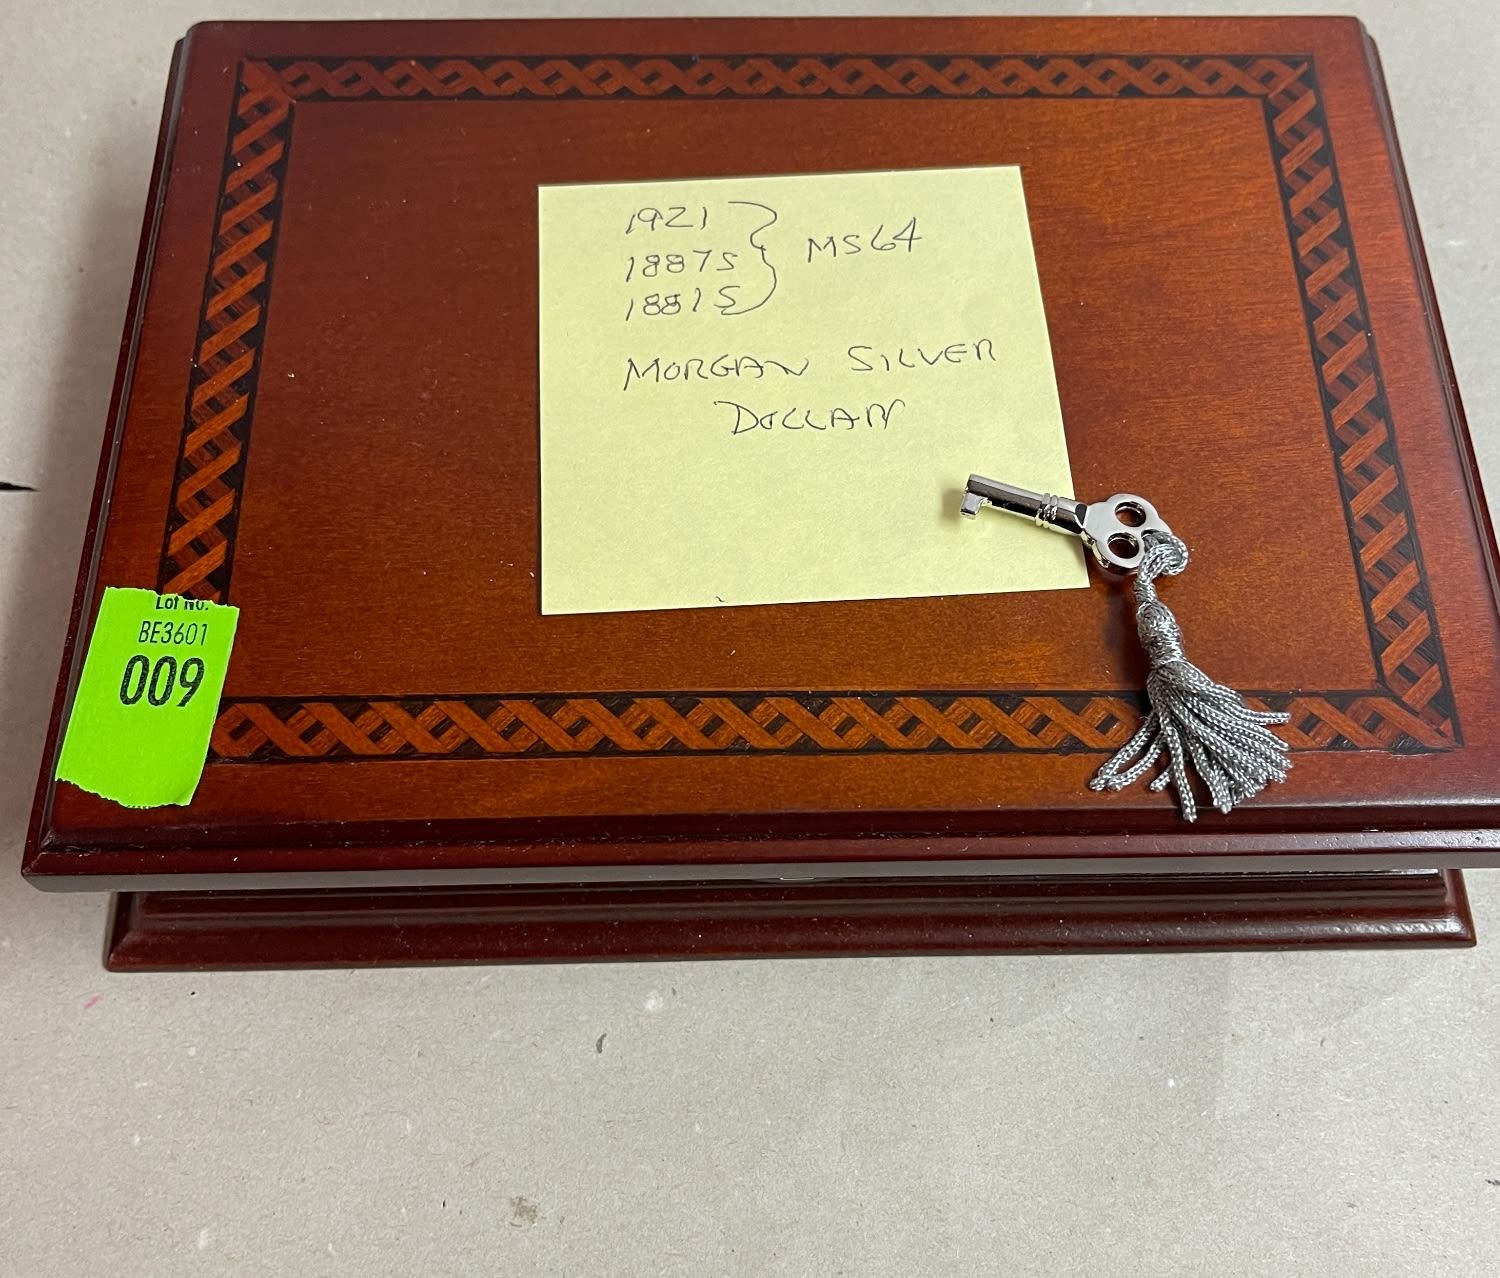 1921
1887S
1881S
MS64
MORGAN SILVER
DOLLAR
Lot No.
BE3601
009